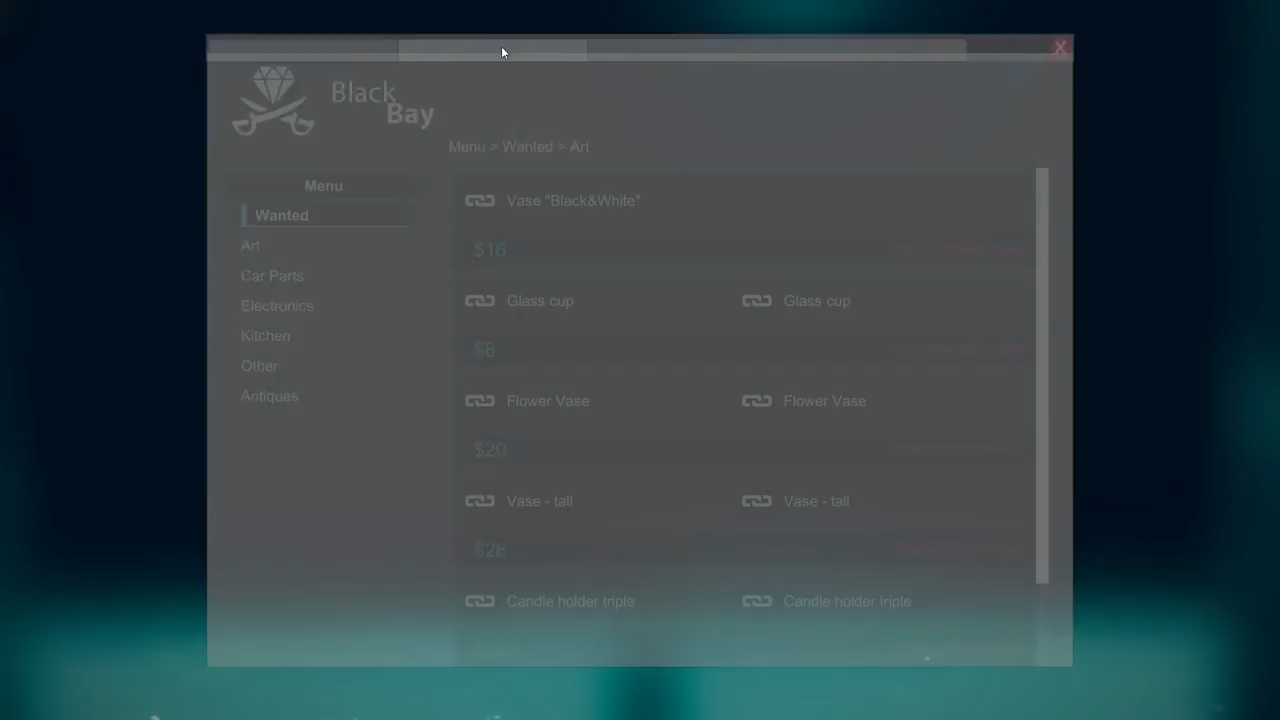 X
Black
Bay
Menu > Wanted > Art
Menu
Wanted
Art
Car Parts
Electronics
Kitchen
Other
Antiques
Vase "Black&White"
$16
Glass cup Glass cup
$8
Flower Vase Flower Vase
$20
Vase - tall Vase - tall
$28
Candle holder triple Candle holder triple